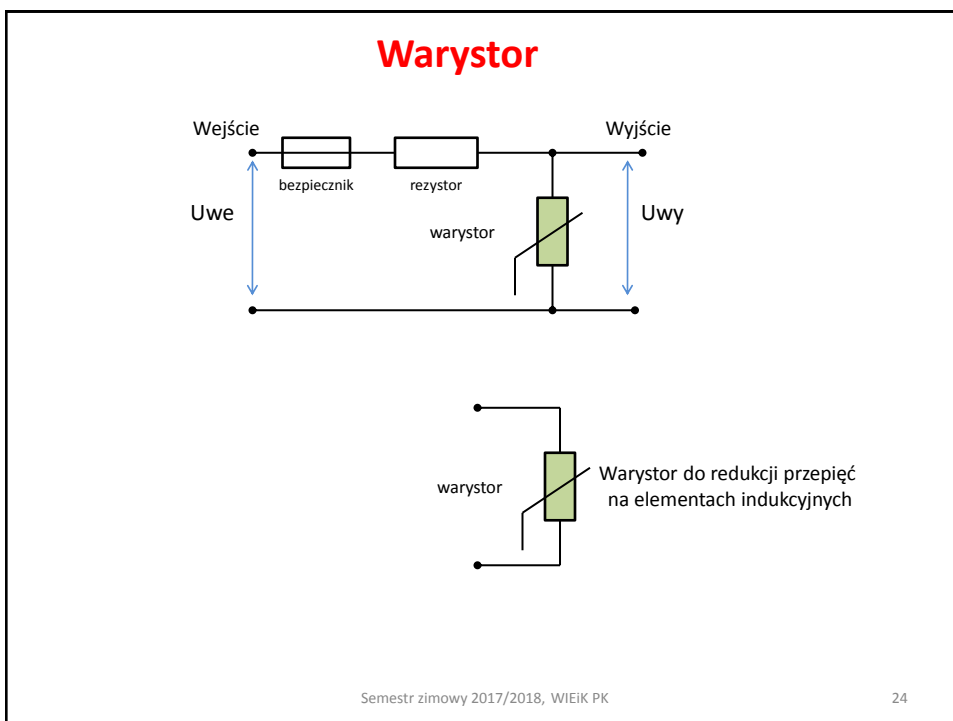 Warystor
Wejście
Wyjście
bezpiecznik
rezystor
Uwe
warystor
Uwy
warystor
Warystor do redukcji przepięć
na elementach indukcyjnych
Semestr zimowy 2017/2018, WIEiK PK
24